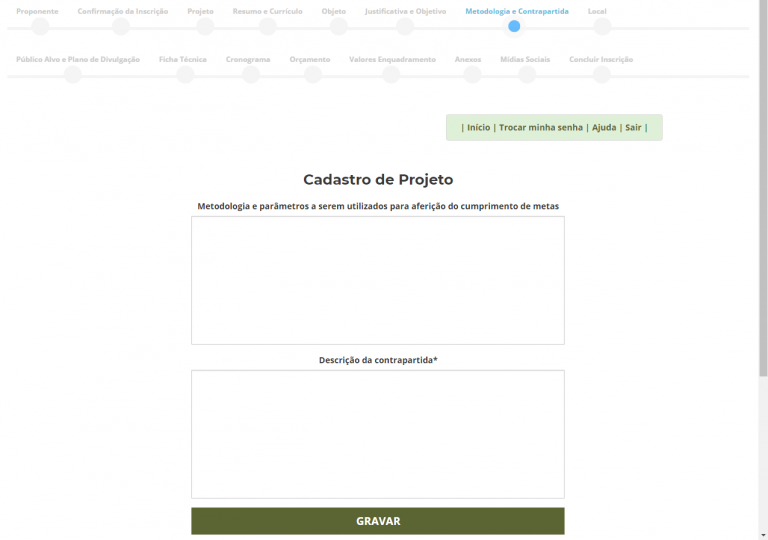 Proponente Confirmação da Inscrição Projeto Resumo e Currículo Objeto Justificativa e Objetivo Metodologia e Contrapartida Local
Público Alvo e Plano de Divulgação Ficha Técnica Cronograma Orçamento Valores Enquadramento Anexos Mídias Sociais Concluir Inscrição
| Início | Trocar minha senha | Ajuda | Sair |
Cadastro de Projeto
Metodologia e parâmetros a serem utilizados para aferição do cumprimento de metas
Descrição da contrapartida*
GRAVAR